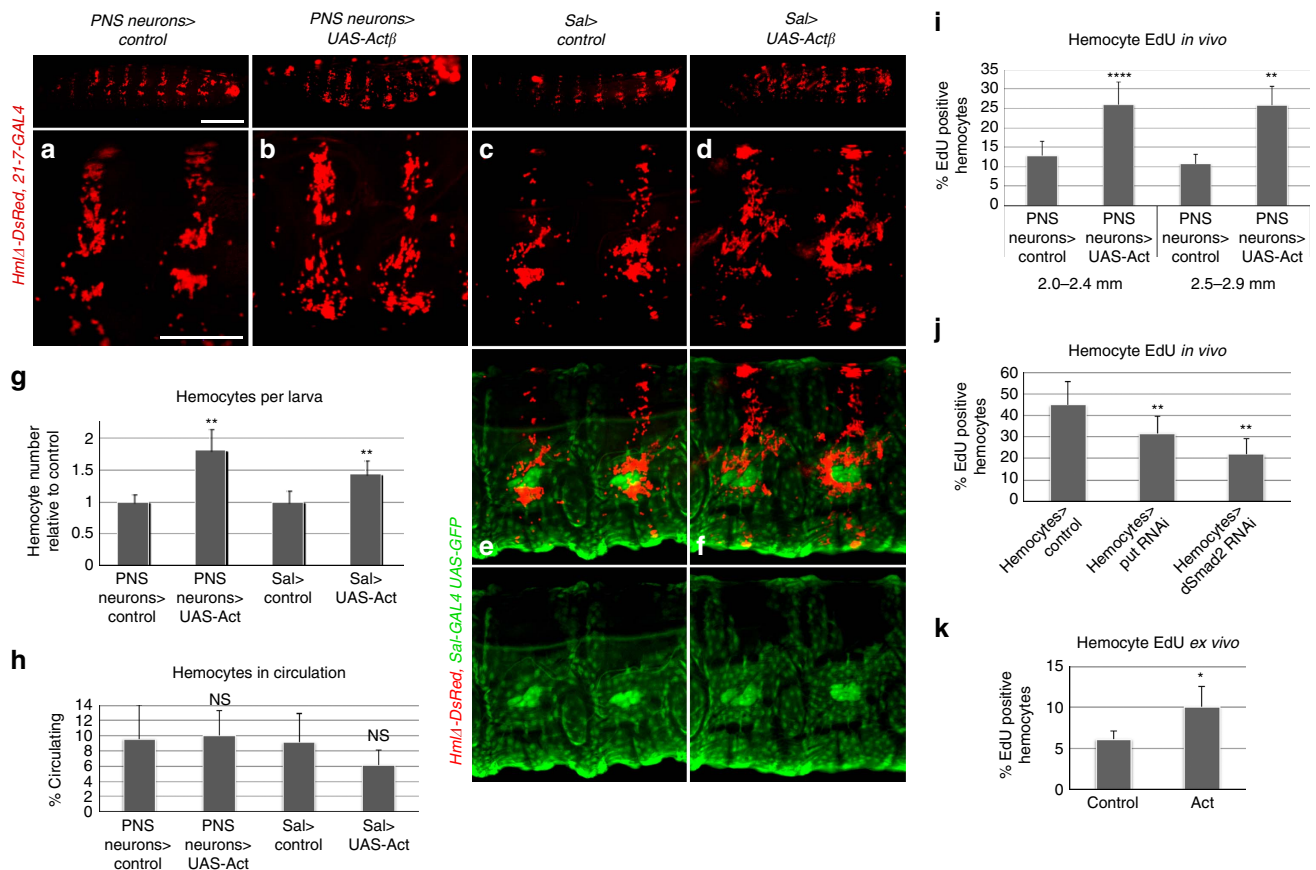 PNS neurons>
control
PNS neurons>
UAS-Actβ
Sal>
control
Sal>
UAS-Actβ
HmlΔ-DsRed, 21-7-GAL4
a
b
c
d
e
f
HmlΔ-DsRed, Sal-GAL4 UAS-GFP
g
Hemocytes per larva
Hemocyte number
relative to control
2
1.5
1
0.5
0
**
**
PNS
neurons>
control
PNS
neurons>
UAS-Act
Sal>
control
Sal>
UAS-Act
h
Hemocytes in circulation
% Circulating
14
12
10
8
6
4
2
0
NS
NS
PNS
neurons>
control
PNS
neurons>
UAS-Act
Sal>
control
Sal>
UAS-Act
i
Hemocyte EdU in vivo
% EdU positive
hemocytes
35
30
25
20
15
10
5
0
****
**
PNS
neurons>
control
PNS
neurons>
UAS-Act
PNS
neurons>
control
PNS
neurons>
UAS-Act
2.0–2.4 mm
2.5–2.9 mm
j
Hemocyte EdU in vivo
% EdU positive
hemocytes
60
50
40
30
20
10
0
**
**
Hemocytes>
control
Hemocytes>
put RNAi
Hemocytes>
dSmad2 RNAi
k
Hemocyte EdU ex vivo
% EdU positive
hemocytes
15
10
5
0
*
Control
Act